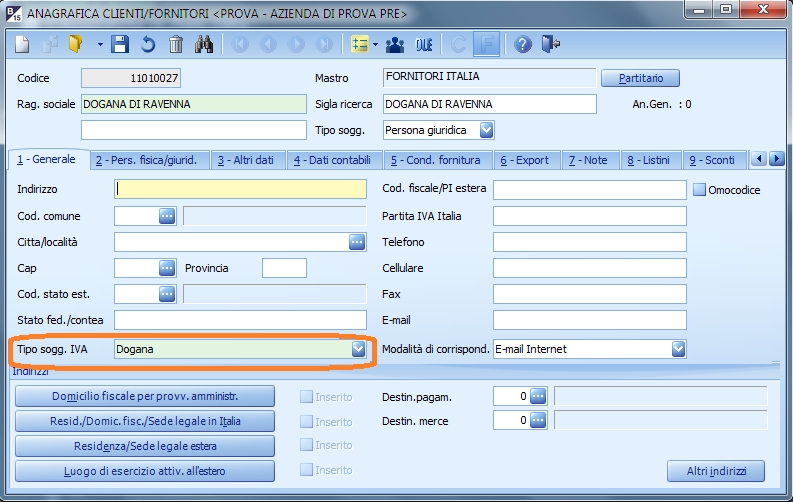 B 15 ANAGRAFICA CLIENTI/FORNITORI <PROVA - AZIENDA DI PROVA PRE>
OLE F ?
Codice 11010027 Mastro FORNITORI ITALIA Partitario
Rag. sociale DOGANA DI RAVENNA Sigla ricerca DOGANA DI RAVENNA An.Gen. : 0
Tipo sogg. Persona giuridica
1 - Generale 2 - Pers. fisica/giurid. 3 - Altri dati 4 - Dati contabili 5 - Cond. fornitura 6 - Export 7 - Note 8 - Listini 9 - Sconti
Indirizzo Cod. fiscale/PI estera Omocodice
Cod. comune ... Partita IVA Italia
Citta/località ... Telefono
Cap ... Provincia Cellulare
Cod. stato est. ... Fax
Stato fed./contea E-mail
Tipo sogg. IVA Dogana Modalità di corrispond. E-mail Internet
Indirizzi
Domicilio fiscale per provv. amministr. Inserito Destin.pagam. 0 ...
Resid./Domic. fisc./Sede legale in Italia Inserito Destin. merce 0 ...
Residenza/Sede legale estera Inserito
Luogo di esercizio attiv. all'estero Inserito Altri indirizzi